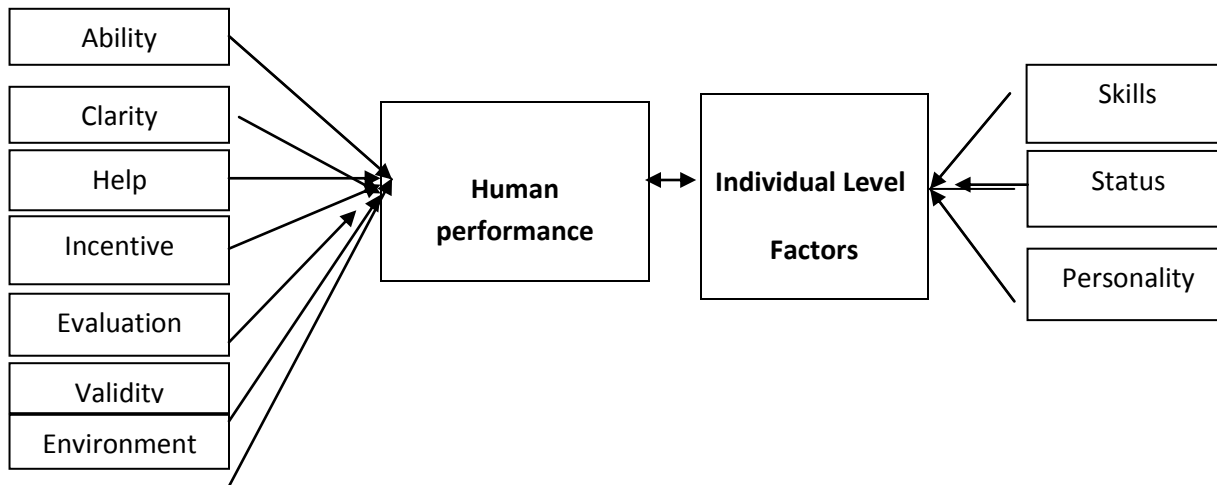 Ability
Clarity
Help
Incentive
Evaluation
Validity
Environment
Human
performance
Individual Level
Factors
Skills
Status
Personality